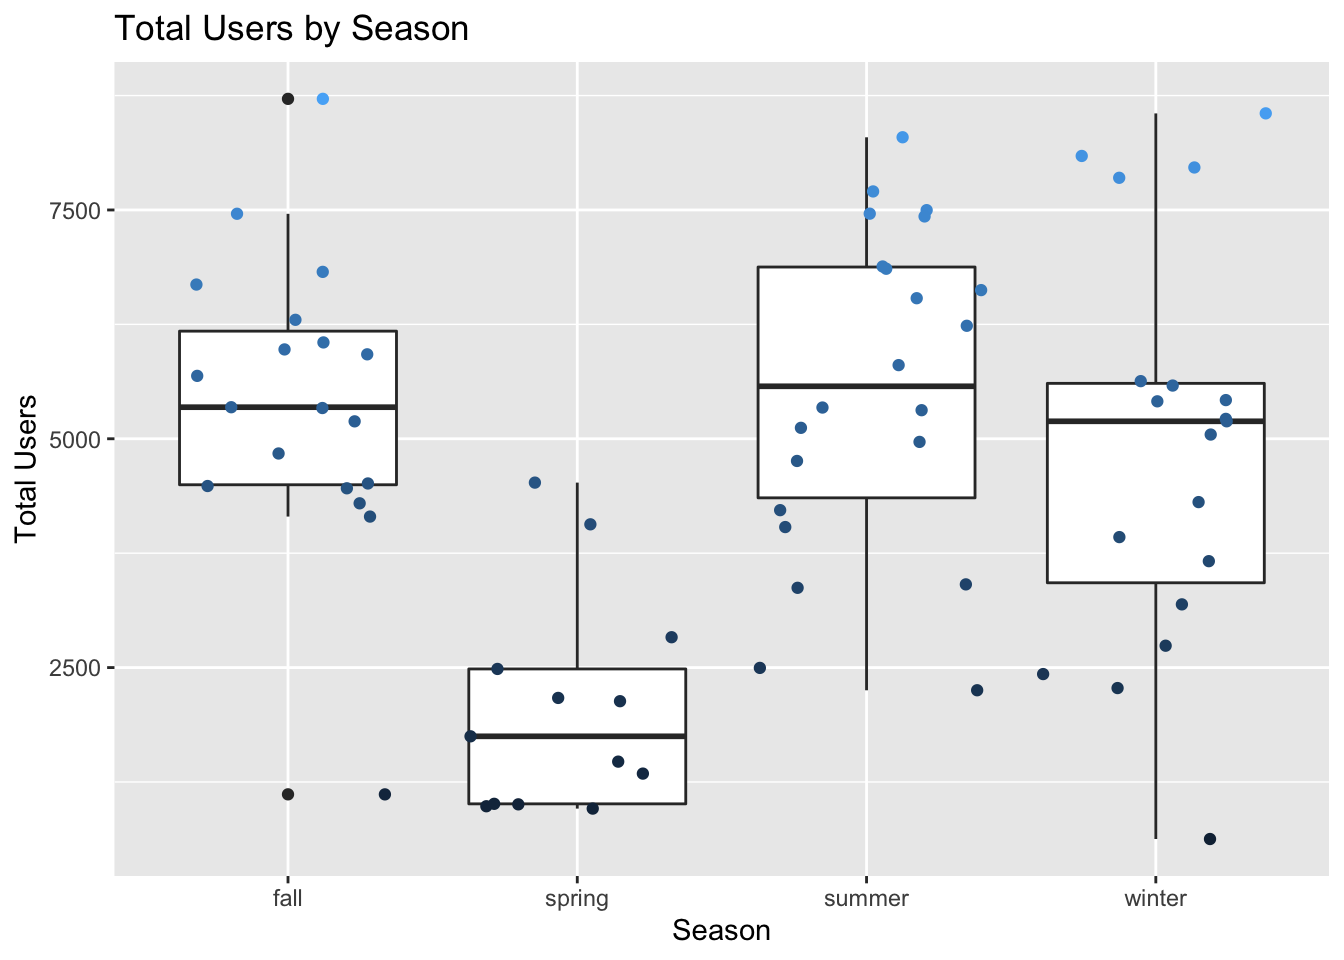 Total Users by Season
Total Users
7500
5000
2500
fall
spring
summer
winter
Season